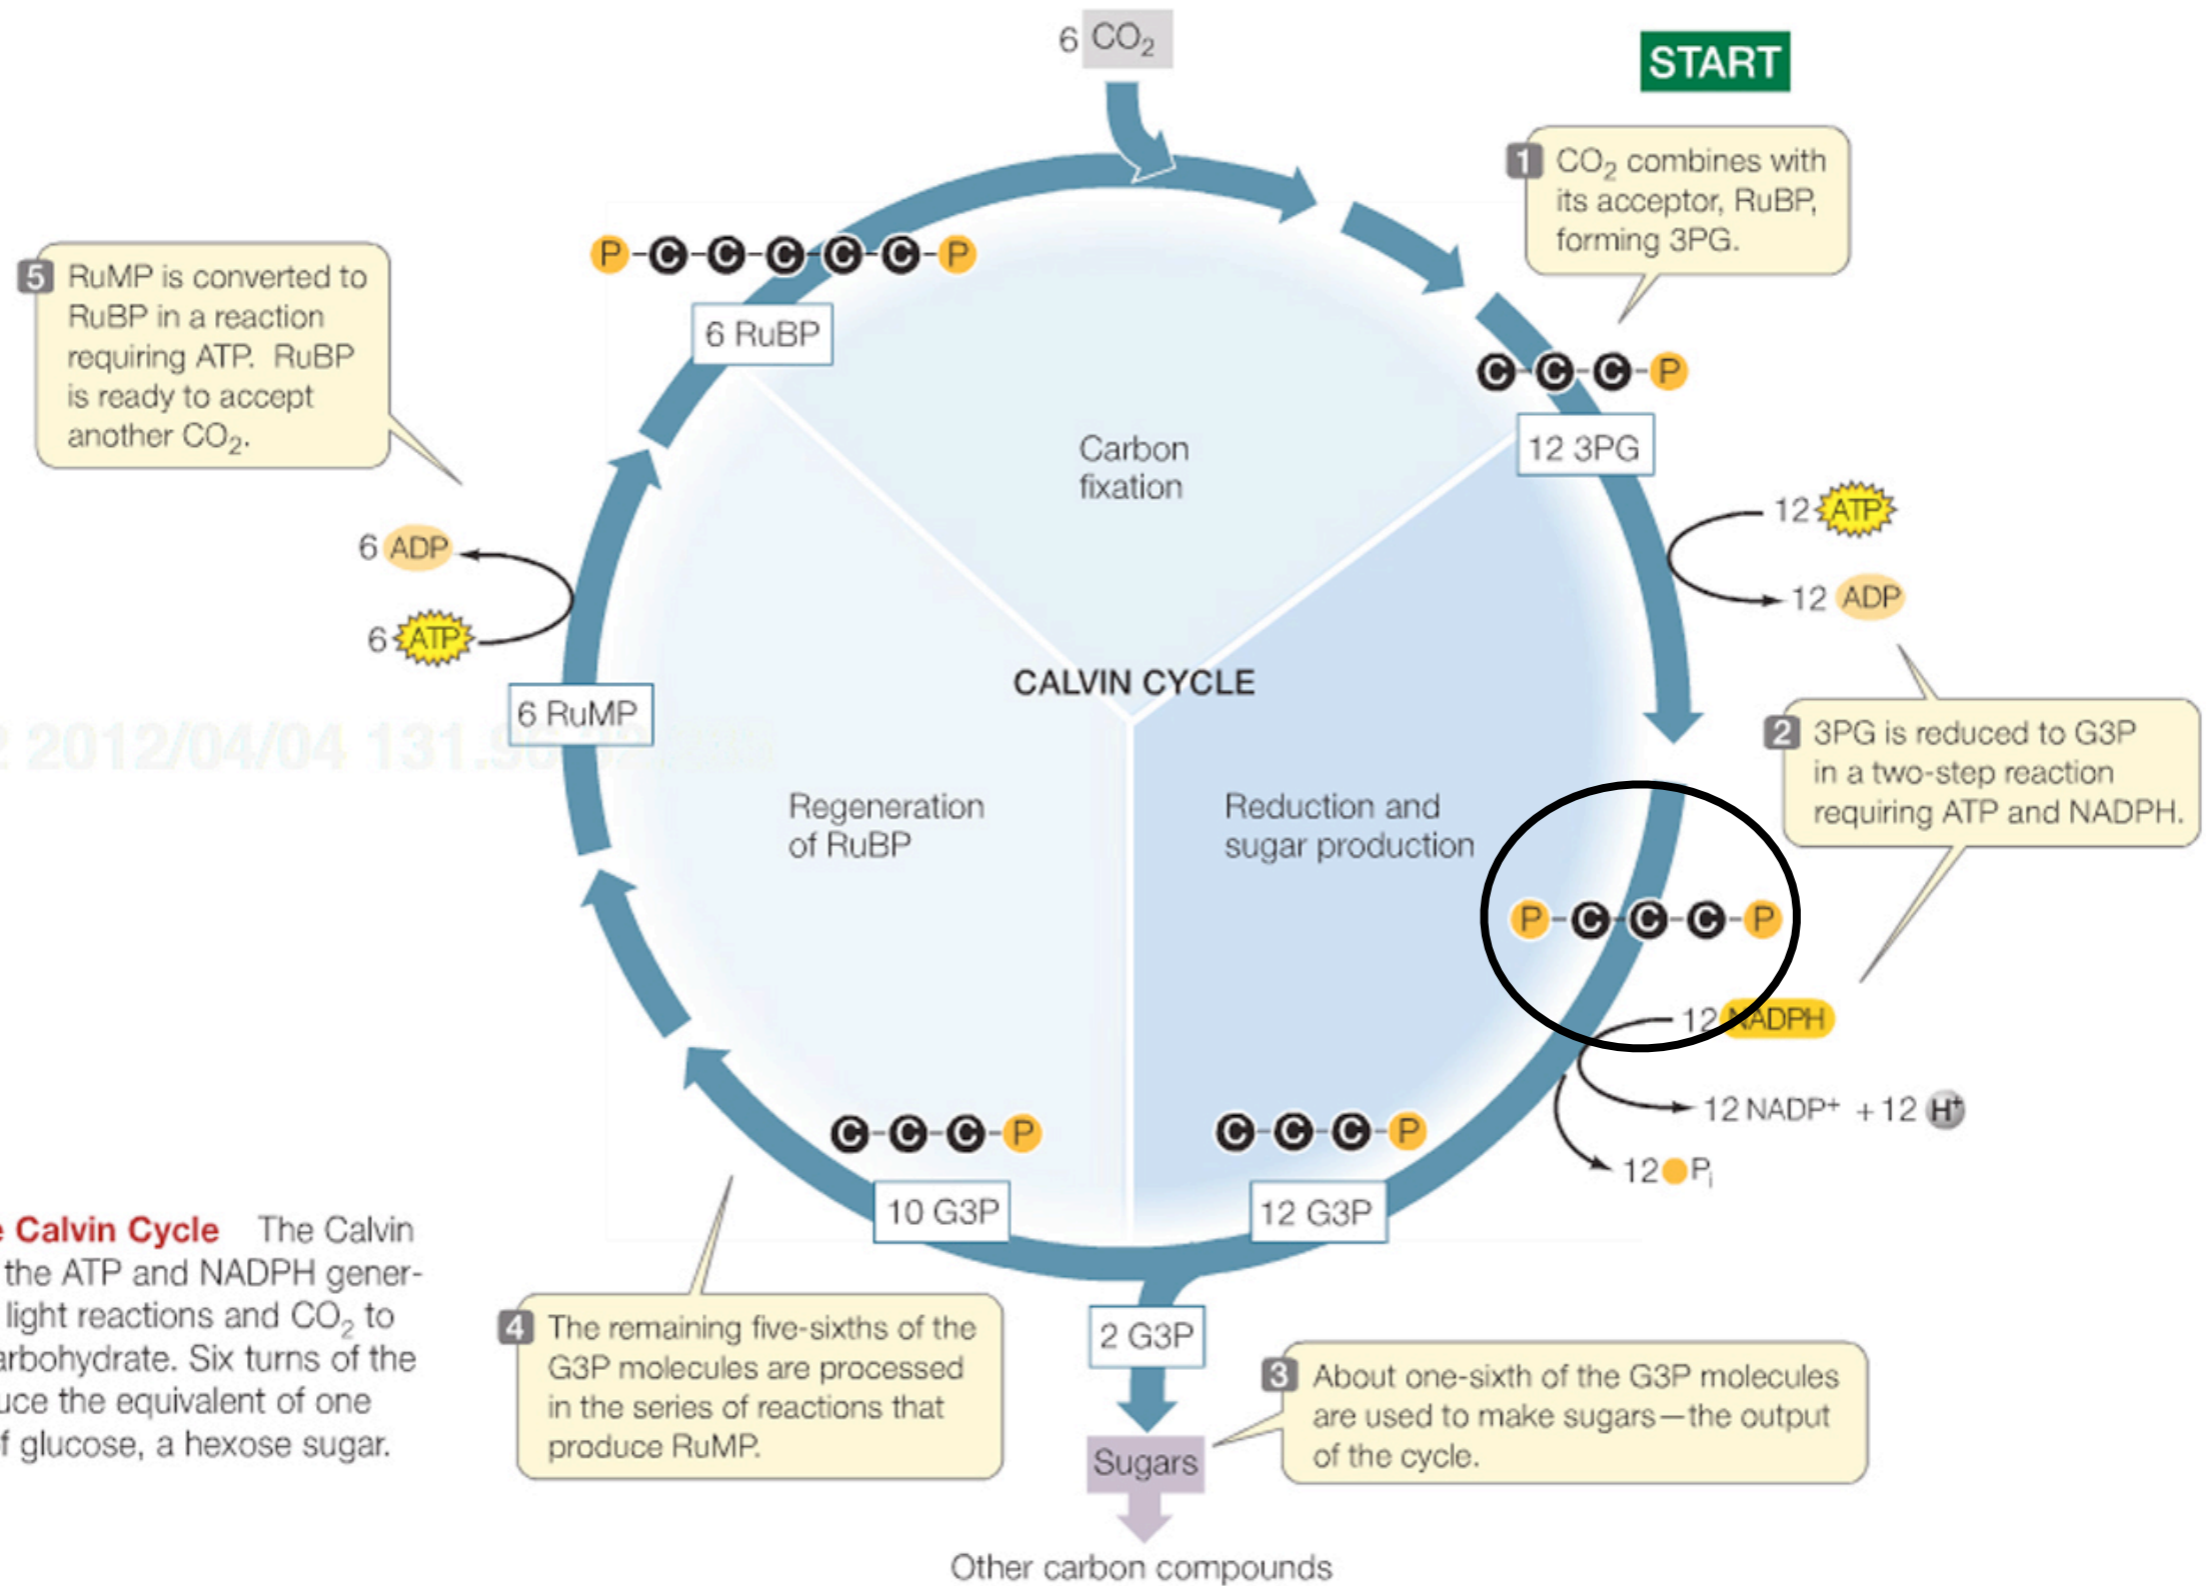 6 CO₂
START
1 CO₂ combines with
its acceptor, RuBP,
forming 3PG.
P-C-C-C-C-C-P
6 RuBP
5 RuMP is converted to
RuBP in a reaction
requiring ATP. RuBP
is ready to accept
another CO₂.
C-C-C-P
12 3PG
Carbon
fixation
12 ATP
12 ADP
6 ADP
6 ATP
CALVIN CYCLE
6 RuMP
2 2012/04/04 131.96
2 3PG is reduced to G3P
in a two-step reaction
requiring ATP and NADPH.
Regeneration
of RuBP
Reduction and
sugar production
P-C-C-C-P
12 NADPH
12 NADP⁺ + 12 H⁺
12 Pi
C-C-C-P
10 G3P
C-C-C-P
12 G3P
e Calvin Cycle The Calvin
the ATP and NADPH gener-
light reactions and CO₂ to
arbohydrate. Six turns of the
uce the equivalent of one
of glucose, a hexose sugar.
4 The remaining five-sixths of the
G3P molecules are processed
in the series of reactions that
produce RuMP.
2 G3P
3 About one-sixth of the G3P molecules
are used to make sugars—the output
of the cycle.
Sugars
Other carbon compounds